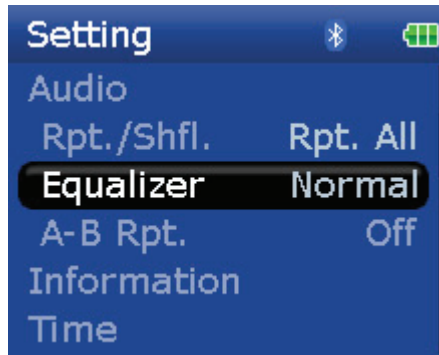 Setting
Audio
Rpt./Shfl. Rpt. All
Equalizer Normal
A-B Rpt. Off
Information
Time